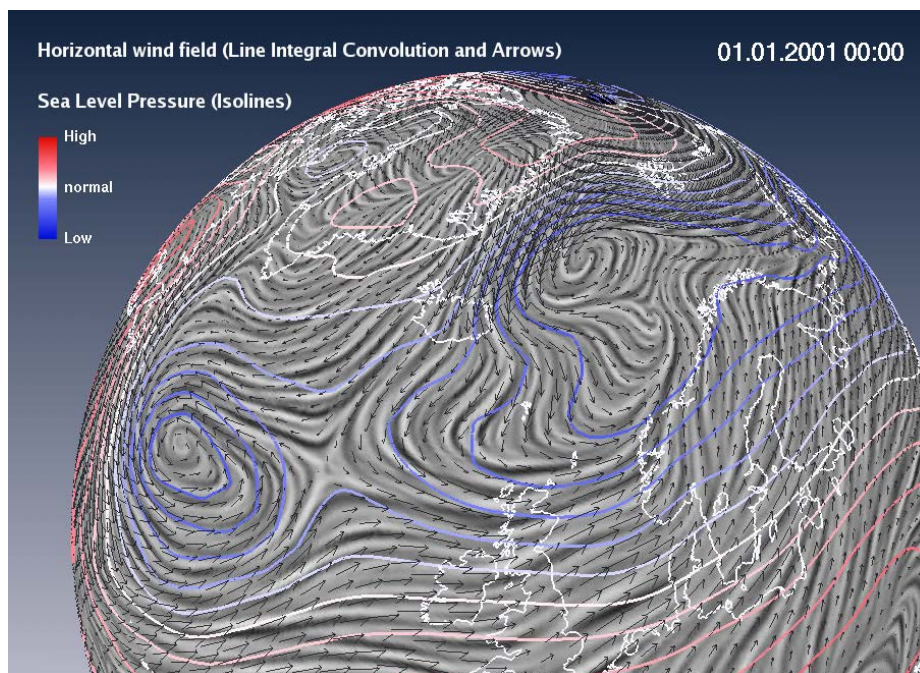 Horizontal wind field (Line Integral Convolution and Arrows)
01.01.2001 00:00
Sea Level Pressure (Isolines)
High
normal
Low